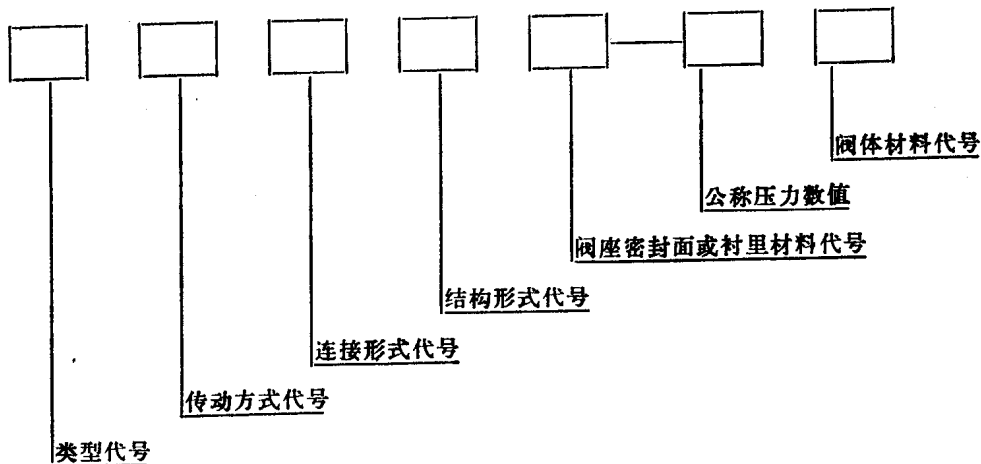 阀体材料代号
公称压力数值
阀座密封面或衬里材料代号
结构形式代号
连接形式代号
传动方式代号
类型代号